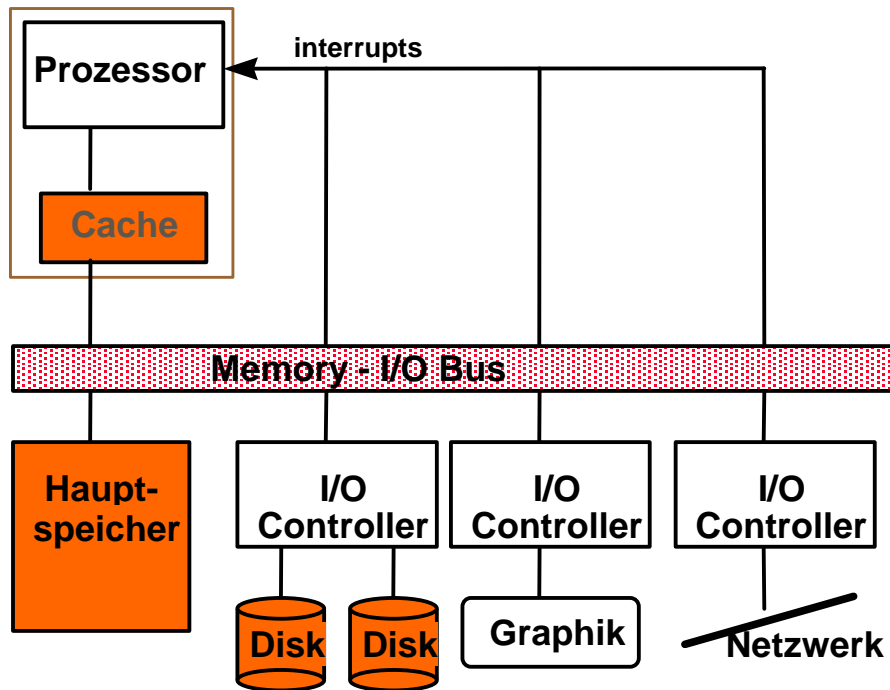 interrupts
Prozessor
Cache
Memory - I/O Bus
Haupt-
speicher
I/O
Controller
I/O
Controller
I/O
Controller
Disk
Disk
Graphik
Netzwerk